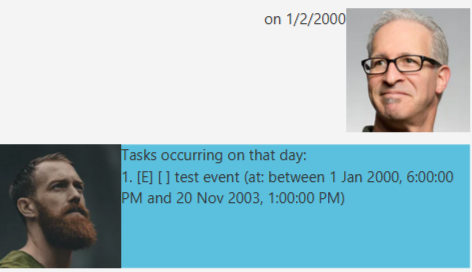 on 1/2/2000
Tasks occurring on that day:
1. [E] [ ] test event (at: between 1 Jan 2000, 6:00:00
PM and 20 Nov 2003, 1:00:00 PM)